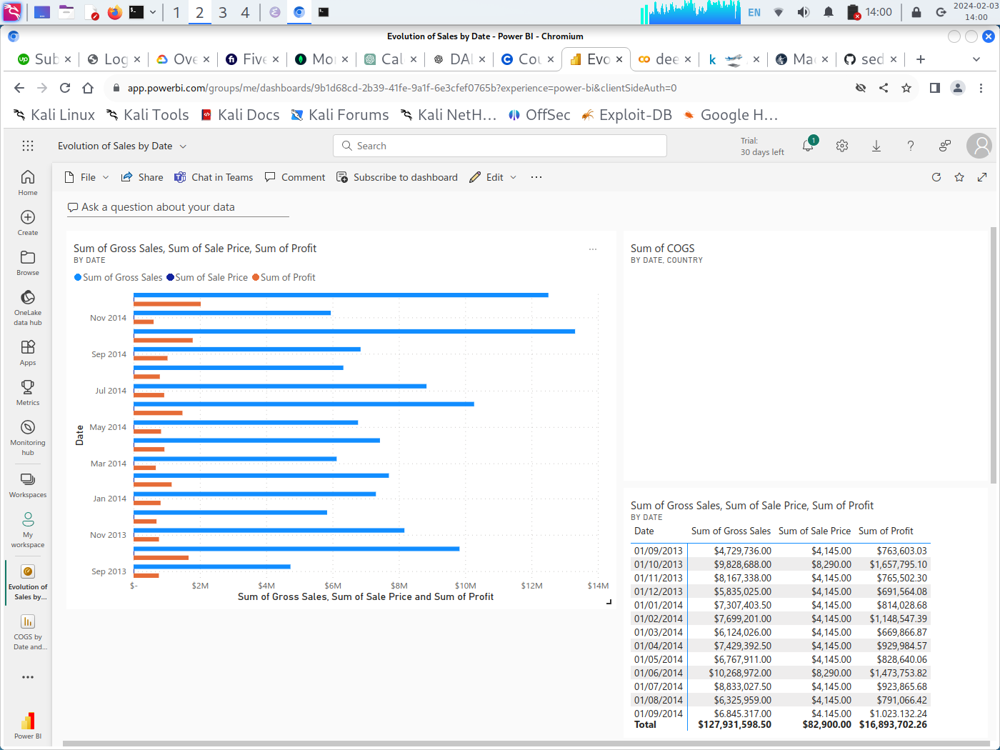 1 2 3 4
EN
14:00
2024-02-03
14:00
Evolution of Sales by Date - Power BI - Chromium
Sub
Log
Ove
Five
Mo
Cal
DAL
Cou
Evo
dee
k
Mac
sed
app.powerbi.com/groups/me/dashboards/9b1d68cd-2b39-41fe-9a1f-6e3cfef0765b?experience=power-bi&clientSideAuth=0
Kali Linux Kali Tools Kali Docs Kali Forums Kali NetH... OffSec Exploit-DB Google H...
Evolution of Sales by Date
Search
Trial:
30 days left
1
File Share Chat in Teams Comment Subscribe to dashboard Edit
Home
Create
Browse
OneLake
data hub
Apps
Metrics
Monitoring
hub
Workspaces
My
workspace
Evolution of
Sales by...
COGS by
Date and...
Power BI
Ask a question about your data
Sum of Gross Sales, Sum of Sale Price, Sum of Profit
BY DATE
Sum of Gross Sales Sum of Sale Price Sum of Profit
Date
Nov 2014
Sep 2014
Jul 2014
May 2014
Mar 2014
Jan 2014
Nov 2013
Sep 2013
$- $2M $4M $6M $8M $10M $12M $14M
Sum of Gross Sales, Sum of Sale Price and Sum of Profit
Sum of COGS
BY DATE, COUNTRY
Sum of Gross Sales, Sum of Sale Price, Sum of Profit
BY DATE
Date Sum of Gross Sales Sum of Sale Price Sum of Profit
01/09/2013 $4,729,736.00 $4,145.00 $763,603.03
01/10/2013 $9,828,688.00 $8,290.00 $1,657,795.10
01/11/2013 $8,167,338.00 $4,145.00 $765,502.30
01/12/2013 $5,835,025.00 $4,145.00 $691,564.08
01/01/2014 $7,307,403.50 $4,145.00 $814,028.68
01/02/2014 $7,699,201.00 $4,145.00 $1,148,547.39
01/03/2014 $6,124,026.00 $4,145.00 $669,866.87
01/04/2014 $7,429,392.50 $4,145.00 $929,984.57
01/05/2014 $6,767,911.00 $4,145.00 $828,640.06
01/06/2014 $10,268,972.00 $8,290.00 $1,473,753.82
01/07/2014 $8,833,027.50 $4,145.00 $923,865.68
01/08/2014 $6,325,959.00 $4,145.00 $791,066.42
01/09/2014 $6,845,317.00 $4,145.00 $1,023,132.24
Total $127,931,598.50 $82,900.00 $16,893,702.26